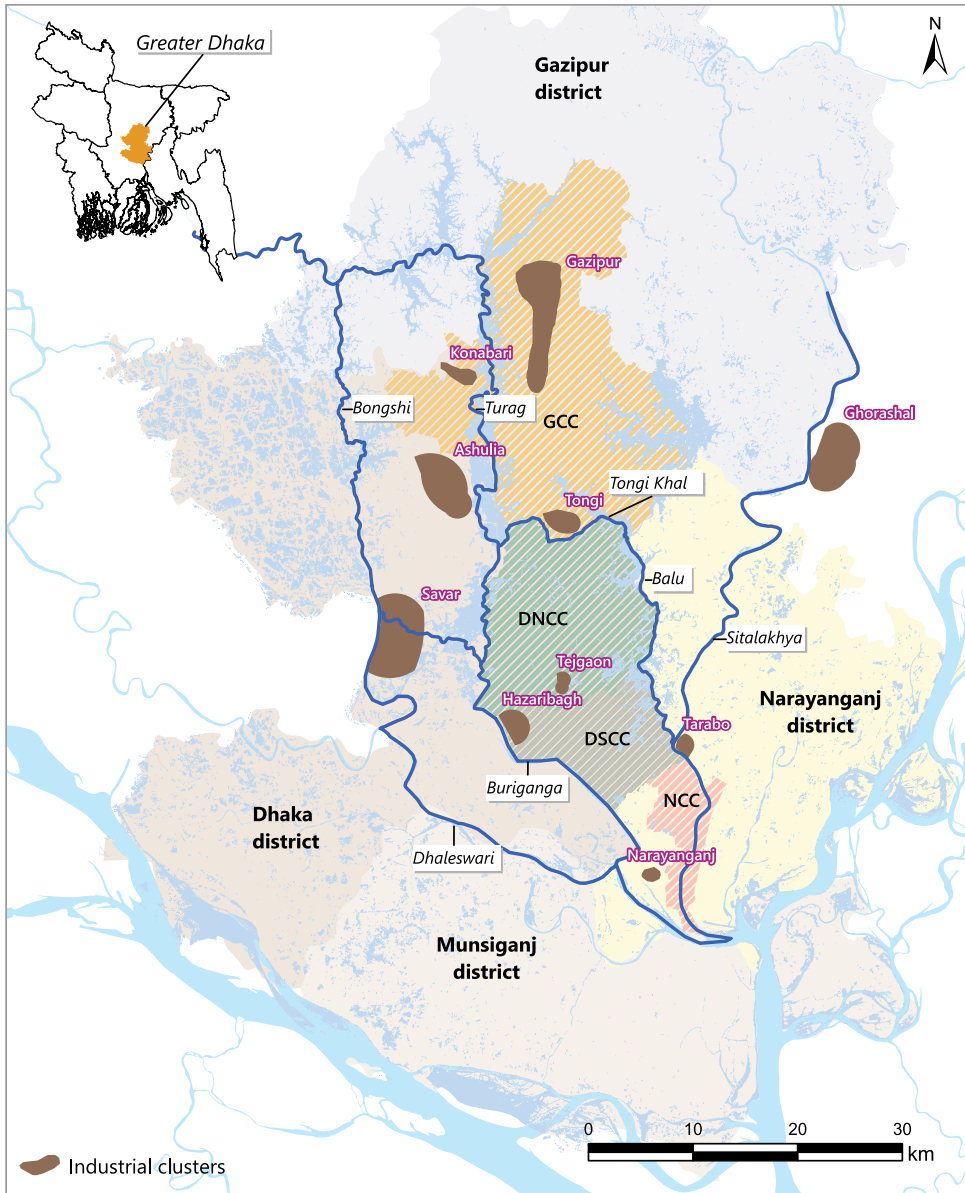 Greater Dhaka
N
Gazipur
district
Gazipur
Konabari
Bongshi
Turag
GCC
Ghorashal
Ashulia
Tongi Khal
Tongi
Balu
Savar
DNCC
Sitalakhya
Tejgaon
Hazaribagh
Narayanganj
district
Tarabo
DSCC
Buriganga
NCC
Dhaka
district
Dhaleswari
Narayanganj
Munsiganj
district
0 10 20 30
km
Industrial clusters